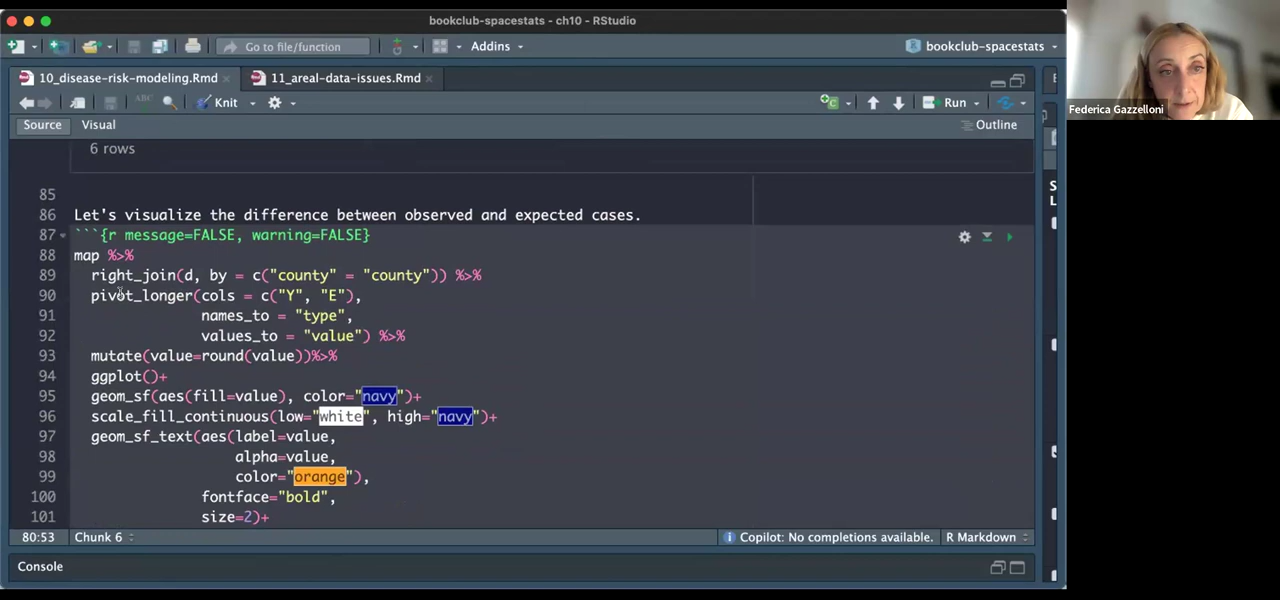 bookclub-spacestats - ch10 - RStudio
Go to file/function
Addins
bookclub-spacestats
10_disease-risk-modeling.Rmd
11_areal-data-issues.Rmd
ABC
Knit
Run
Source
Visual
Outline
6 rows
85
86 Let's visualize the difference between observed and expected cases.
87 ```{r message=FALSE, warning=FALSE}
88 map %>%
89 right_join(d, by = c("county" = "county")) %>%
90 pivot_longer(cols = c("Y", "E"),
91 names_to = "type",
92 values_to = "value") %>%
93 mutate(value=round(value))%>%
94 ggplot()+
95 geom_sf(aes(fill=value), color="navy")+
96 scale_fill_continuous(low="white", high="navy")+
97 geom_sf_text(aes(label=value,
98 alpha=value,
99 color="orange"),
100 fontface="bold",
101 size=2)+
80:53
Chunk 6
Copilot: No completions available.
R Markdown
Console
Federica Gazzelloni